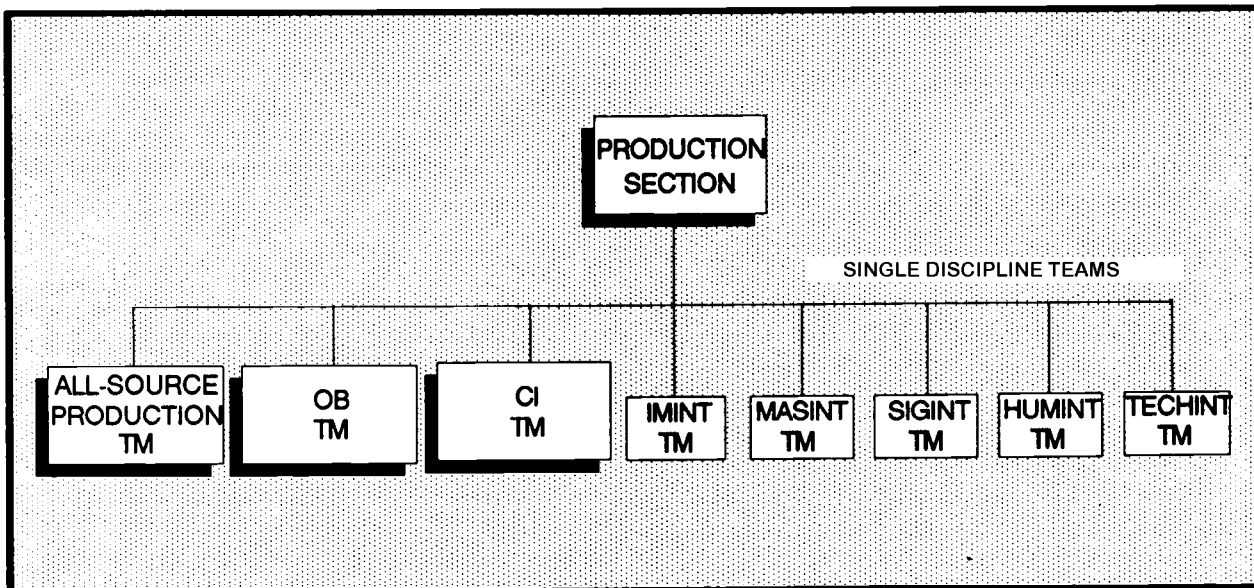 PRODUCTION
SECTION
SINGLE DISCIPLINE TEAMS
ALL-SOURCE
PRODUCTION
TM
OB
TM
CI
TM
IMINT
TM
MASINT
TM
SIGINT
TM
HUMINT
TM
TECHINT
TM